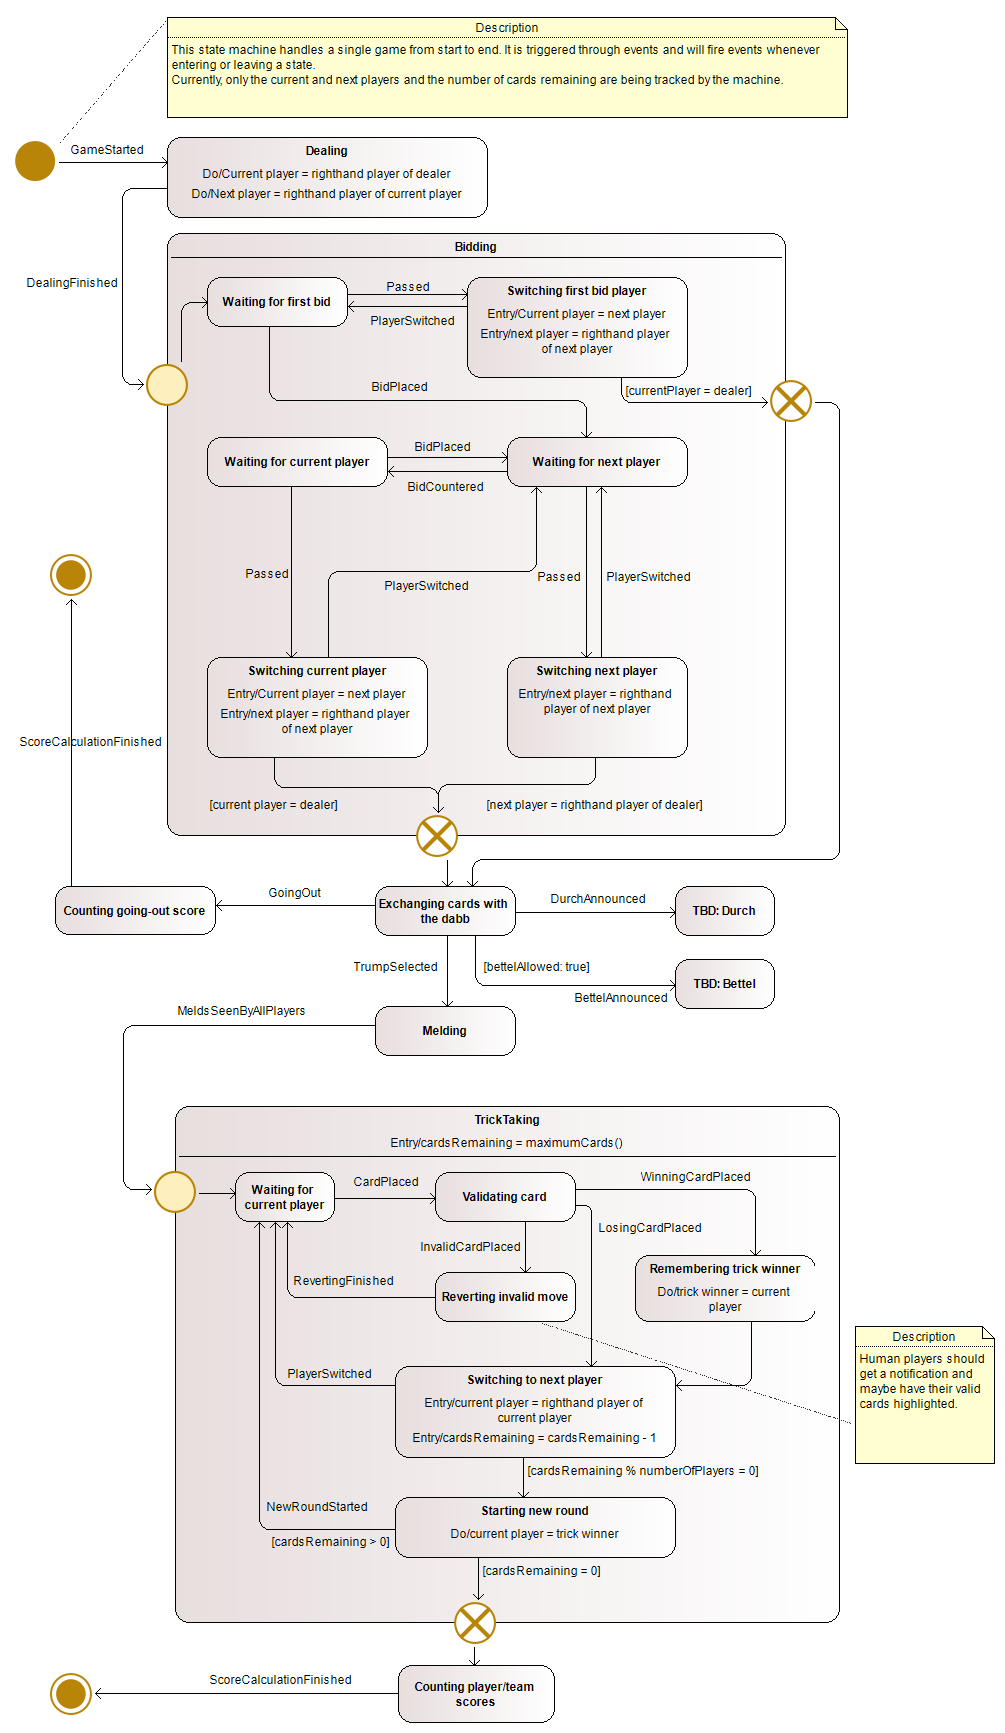 Description
This state machine handles a single game from start to end. It is triggered through events and will fire events whenever
entering or leaving a state.
Currently, only the current and next players and the number of cards remaining are being tracked by the machine.
GameStarted
Dealing
Do/Current player = righthand player of dealer
Do/Next player = righthand player of current player
DealingFinished
Bidding
Waiting for first bid
Passed
PlayerSwitched
Switching first bid player
Entry/Current player = next player
Entry/next player = righthand player
of next player
BidPlaced
[currentPlayer = dealer]
Waiting for current player
BidPlaced
BidCountered
Waiting for next player
Passed
PlayerSwitched
Passed
PlayerSwitched
Switching current player
Entry/Current player = next player
Entry/next player = righthand player
of next player
Switching next player
Entry/next player = righthand
player of next player
ScoreCalculationFinished
[current player = dealer]
[next player = righthand player of dealer]
Counting going-out score
GoingOut
Exchanging cards with
the dabb
DurchAnnounced
TBD: Durch
TrumpSelected
[bettelAllowed: true]
BettelAnnounced
TBD: Bettel
MeldsSeenByAllPlayers
Melding
TrickTaking
Entry/cardsRemaining = maximumCards()
Waiting for
current player
CardPlaced
Validating card
WinningCardPlaced
LosingCardPlaced
InvalidCardPlaced
RevertingFinished
Reverting invalid move
Remembering trick winner
Do/trick winner = current
player
Description
Human players should
get a notification and
maybe have their valid
cards highlighted.
PlayerSwitched
Switching to next player
Entry/current player = righthand player of
current player
Entry/cardsRemaining = cardsRemaining - 1
[cardsRemaining % numberOfPlayers = 0]
NewRoundStarted
[cardsRemaining > 0]
Starting new round
Do/current player = trick winner
[cardsRemaining = 0]
ScoreCalculationFinished
Counting player/team
scores